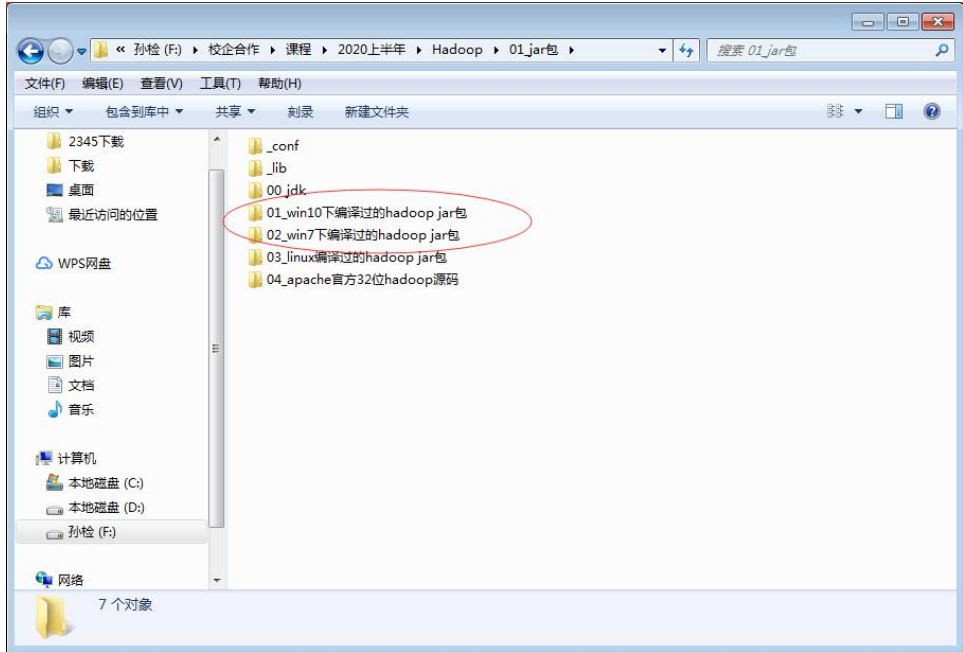 « 孙检 (F:) ▸ 校企合作 ▸ 课程 ▸ 2020上半年 ▸ Hadoop ▸ 01_jar包 ▸
搜索 01_jar包
文件(F) 编辑(E) 查看(V) 工具(T) 帮助(H)
组织 包含到库中 共享 刻录 新建文件夹
2345下载
下载
桌面
最近访问的位置
WPS网盘
库
视频
图片
文档
音乐
计算机
本地磁盘 (C:)
本地磁盘 (D:)
孙检 (F:)
网络
_conf
_lib
00_jdk
01_win10下编译过的hadoop jar包
02_win7下编译过的hadoop jar包
03_linux编译过的hadoop jar包
04_apache官方32位hadoop源码
7 个对象